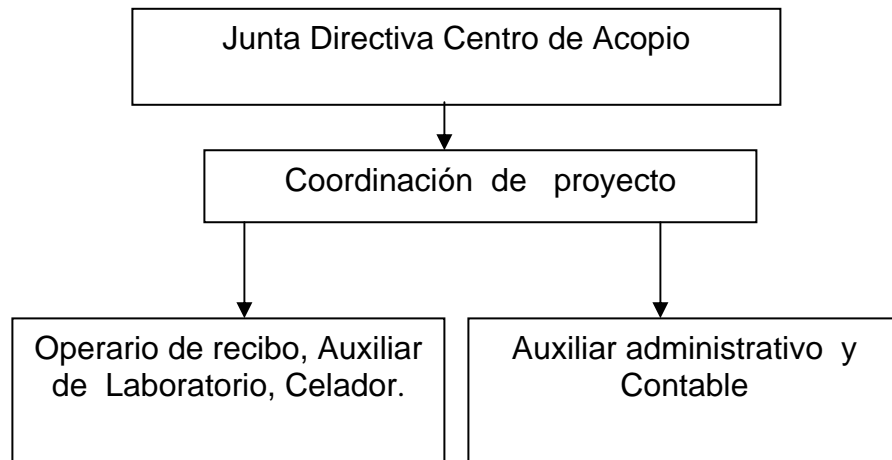 Junta Directiva Centro de Acopio
Coordinación de proyecto
Operario de recibo, Auxiliar
de Laboratorio, Celador.
Auxiliar administrativo y
Contable